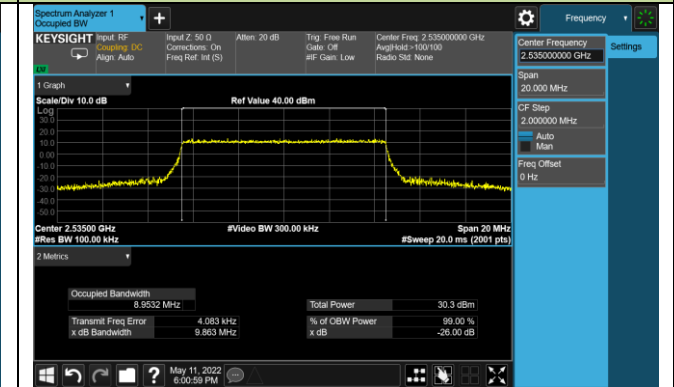 Spectrum Analyzer 1
Occupied BW
Frequency
KEYSIGHT
Input: RF
Coupling: DC
Align: Auto
Input Z: 50 Ω
Corrections: On
Freq Ref: Int (S)
Atten: 20 dB
Trig: Free Run
Gate: Off
#IF Gain: Low
Center Freq: 2.535000000 GHz
Avg|Hold:>100/100
Radio Std: None
Center Frequency
2.535000000 GHz
Settings
Span
20.000 MHz
CF Step
2.000000 MHz
Auto
Man
Freq Offset
0 Hz
1 Graph
Scale/Div 10.0 dB
Ref Value 40.00 dBm
Log
30.0
20.0
10.0
0.00
-10.0
-20.0
-30.0
-40.0
-50.0
Center 2.53500 GHz
#Video BW 300.00 kHz
Span 20 MHz
#Res BW 100.00 kHz
#Sweep 20.0 ms (2001 pts)
2 Metrics
Occupied Bandwidth
8.9532 MHz
Total Power
30.3 dBm
Transmit Freq Error
4.083 kHz
% of OBW Power
99.00 %
x dB Bandwidth
9.863 MHz
x dB
-26.00 dB
?
May 11, 2022
6:00:59 PM